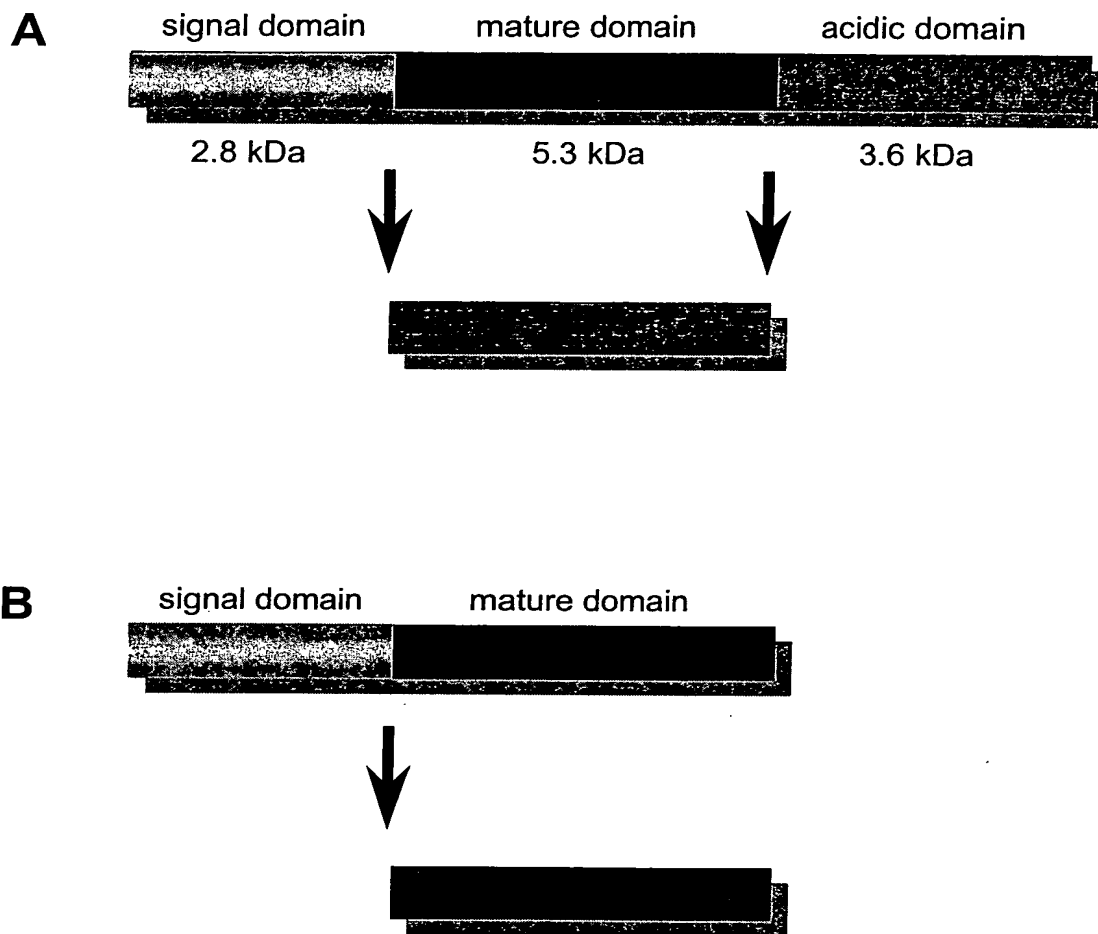 A
signal domain mature domain acidic domain
2.8 kDa 5.3 kDa 3.6 kDa
B
signal domain mature domain